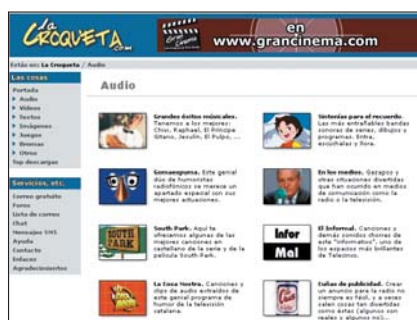 La
CROQUETA.com
Gran
Cinema
en
www.grancinema.com
Estás en: La Croqueta / Audio
Las cosas
Portada
Audio
Vídeos
Textos
Imágenes
Juegos
Bromas
Otros
Top descargas
Servicios, etc.
Correo gratuito
Foros
Lista de correo
Chat
Mensajes SMS
Ayuda
Contacto
Enlaces
Agradecimientos
Audio
Grandes éxitos musicales.
Tenemos a los mejores:
Chivi, Raphael, El Príncipe
Gitano, Jesulín, El Pulpo, ...
Sintonías para el recuerdo.
Las más entrañables bandas
sonoras de series, dibujos y
programas. Entra,
escúchalas y llora.
Gomaespuma. Este genial
dúo de humoristas
radiofónicos se merece un
apartado especial con sus
mejores actuaciones.
En los medios. Gazapos y
otras situaciones divertidas
que han ocurrido en medios
de comunicación como la
radio o la televisión.
SOUTH
PARK
South Park. Aquí te
ofrecemos algunas de las
mejores canciones en
castellano de la serie y de la
película South Park.
Infor
Mal
El Informal. Canciones y
demás sonidos chorras de
este "informativo", uno de
los espacios más brillantes
de Telecinco.
La Cosa Nostra. Canciones y
clips de audio extraídos de
este genial programa de
humor de la televisión
catalana.
Cuñas de publicidad. Crear
un anuncio para la radio no
siempre es fácil, y a veces
salen cosas tan divertidas
como éstas (algunos son
reales y algunos no)...